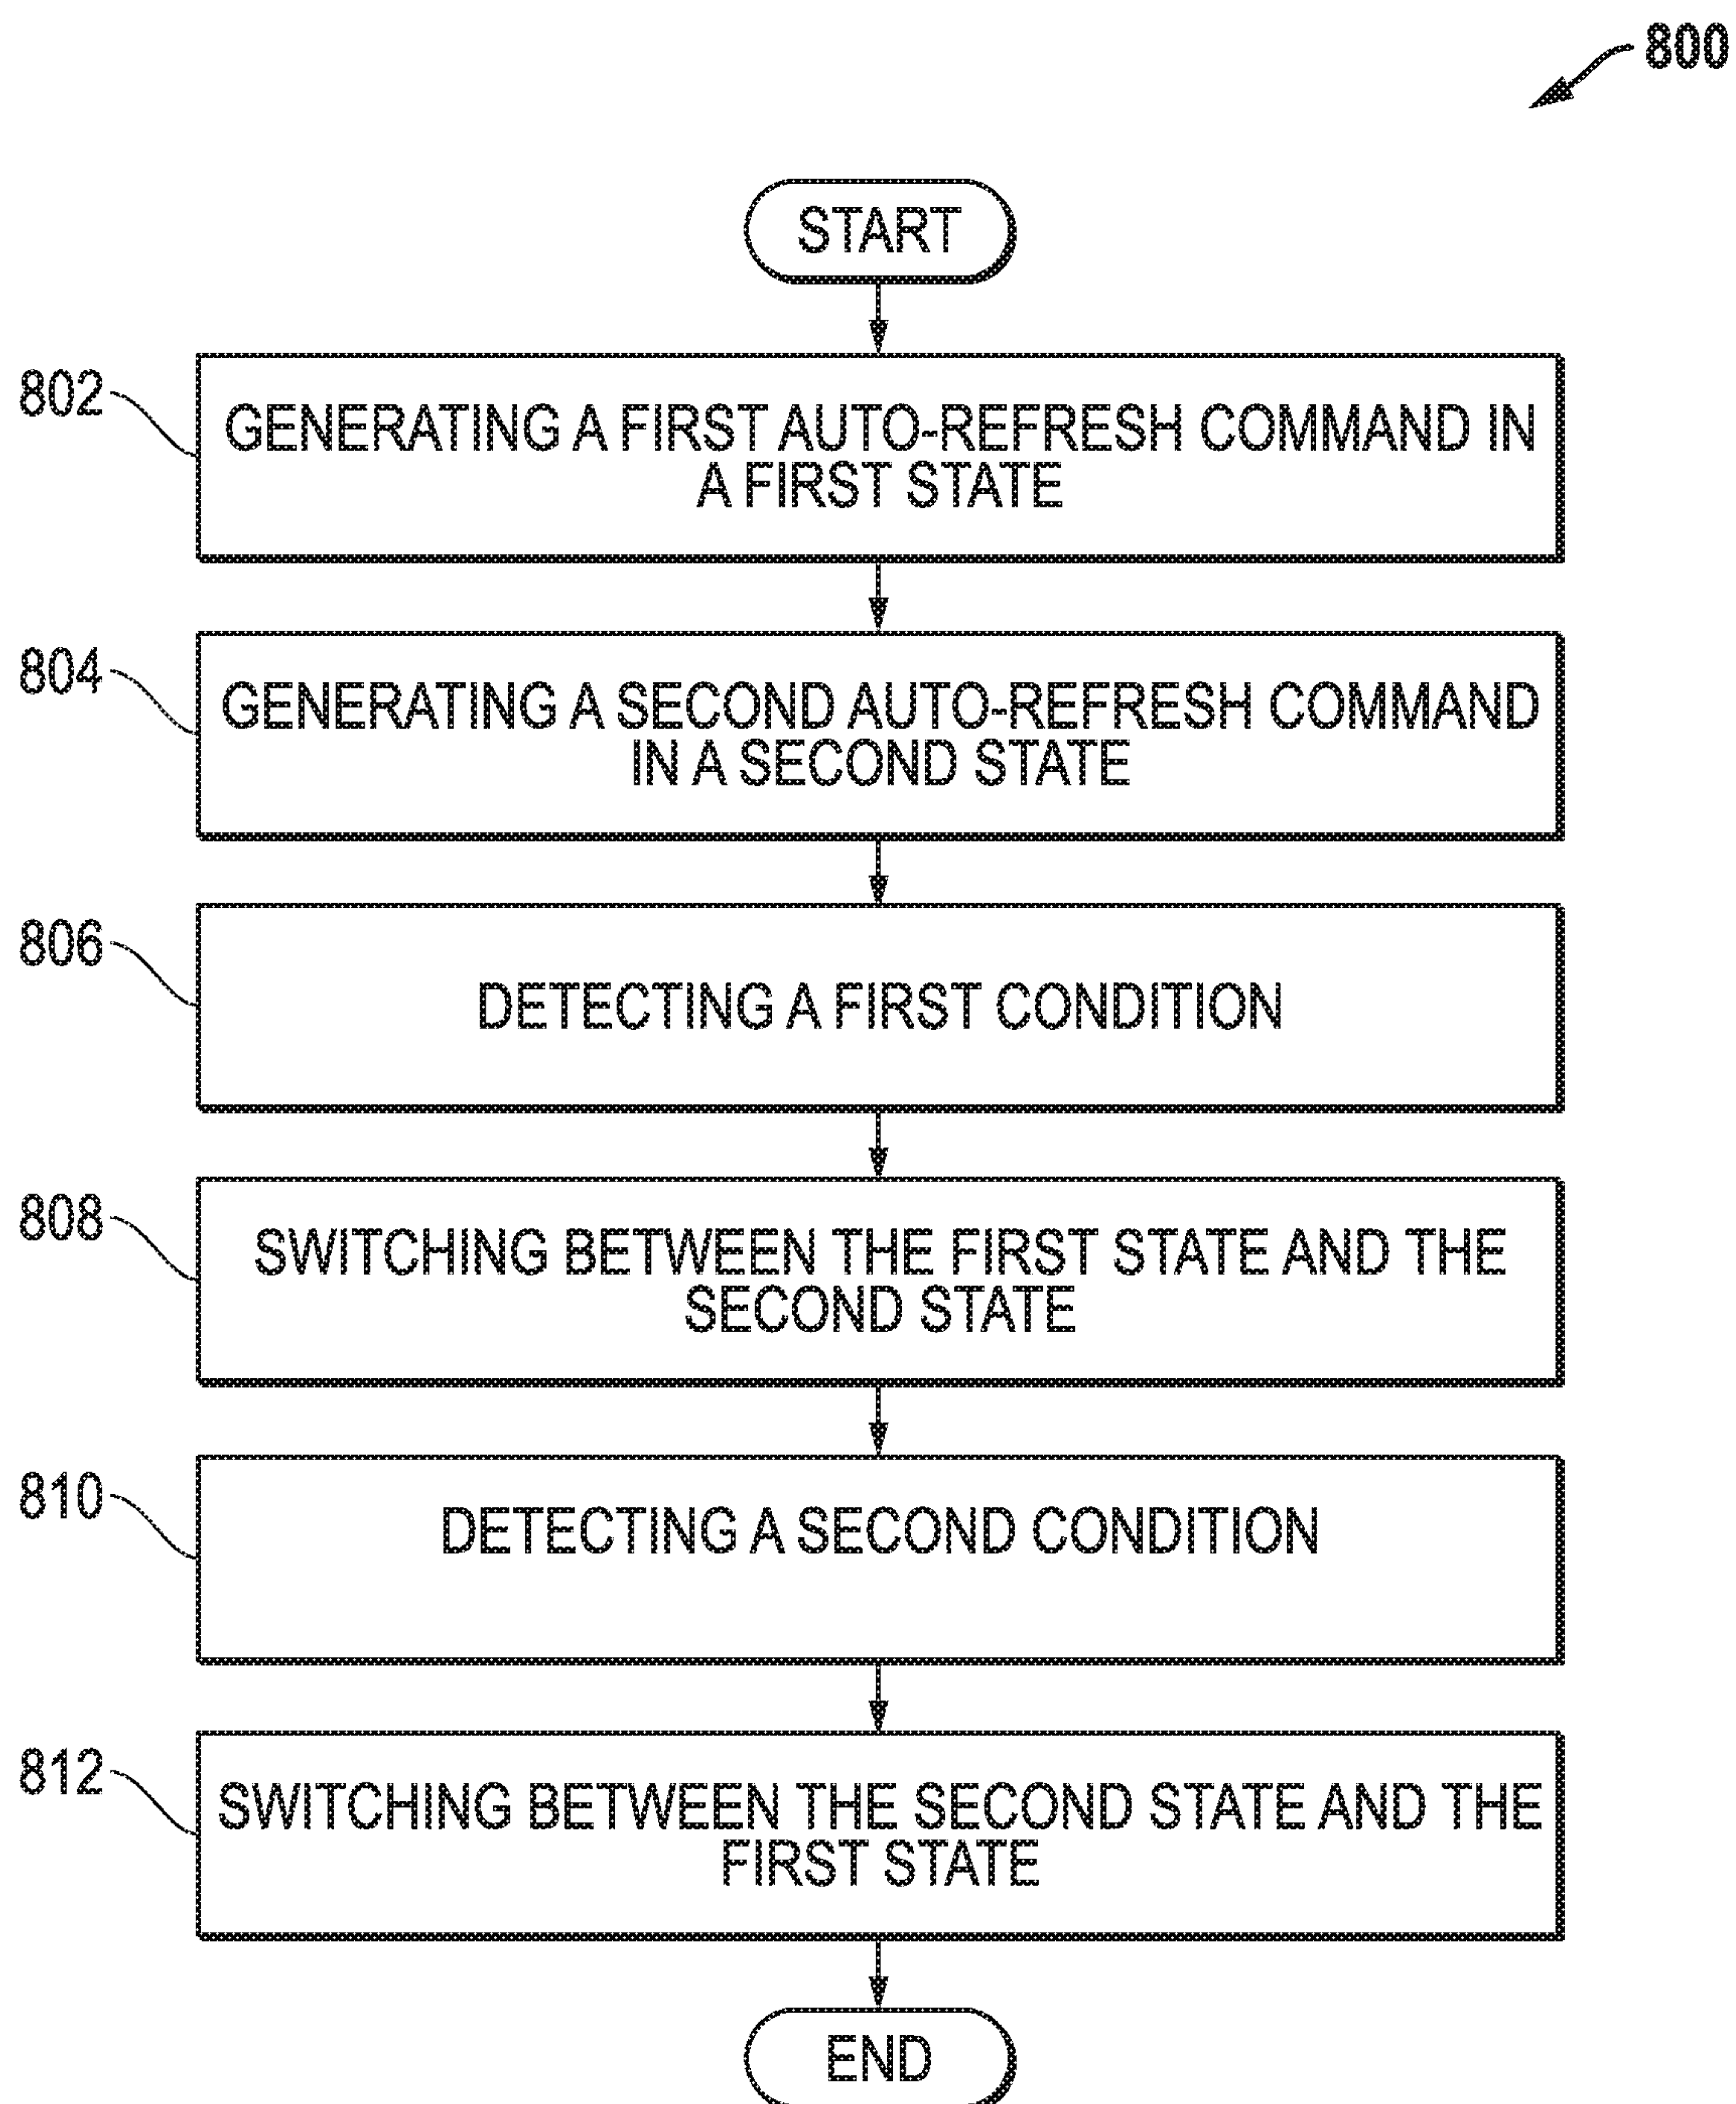 800
START
802
GENERATING A FIRST AUTO-REFRESH COMMAND IN
A FIRST STATE
804
GENERATING A SECOND AUTO-REFRESH COMMAND
IN A SECOND STATE
806
DETECTING A FIRST CONDITION
808
SWITCHING BETWEEN THE FIRST STATE AND THE
SECOND STATE
810
DETECTING A SECOND CONDITION
812
SWITCHING BETWEEN THE SECOND STATE AND THE
FIRST STATE
END